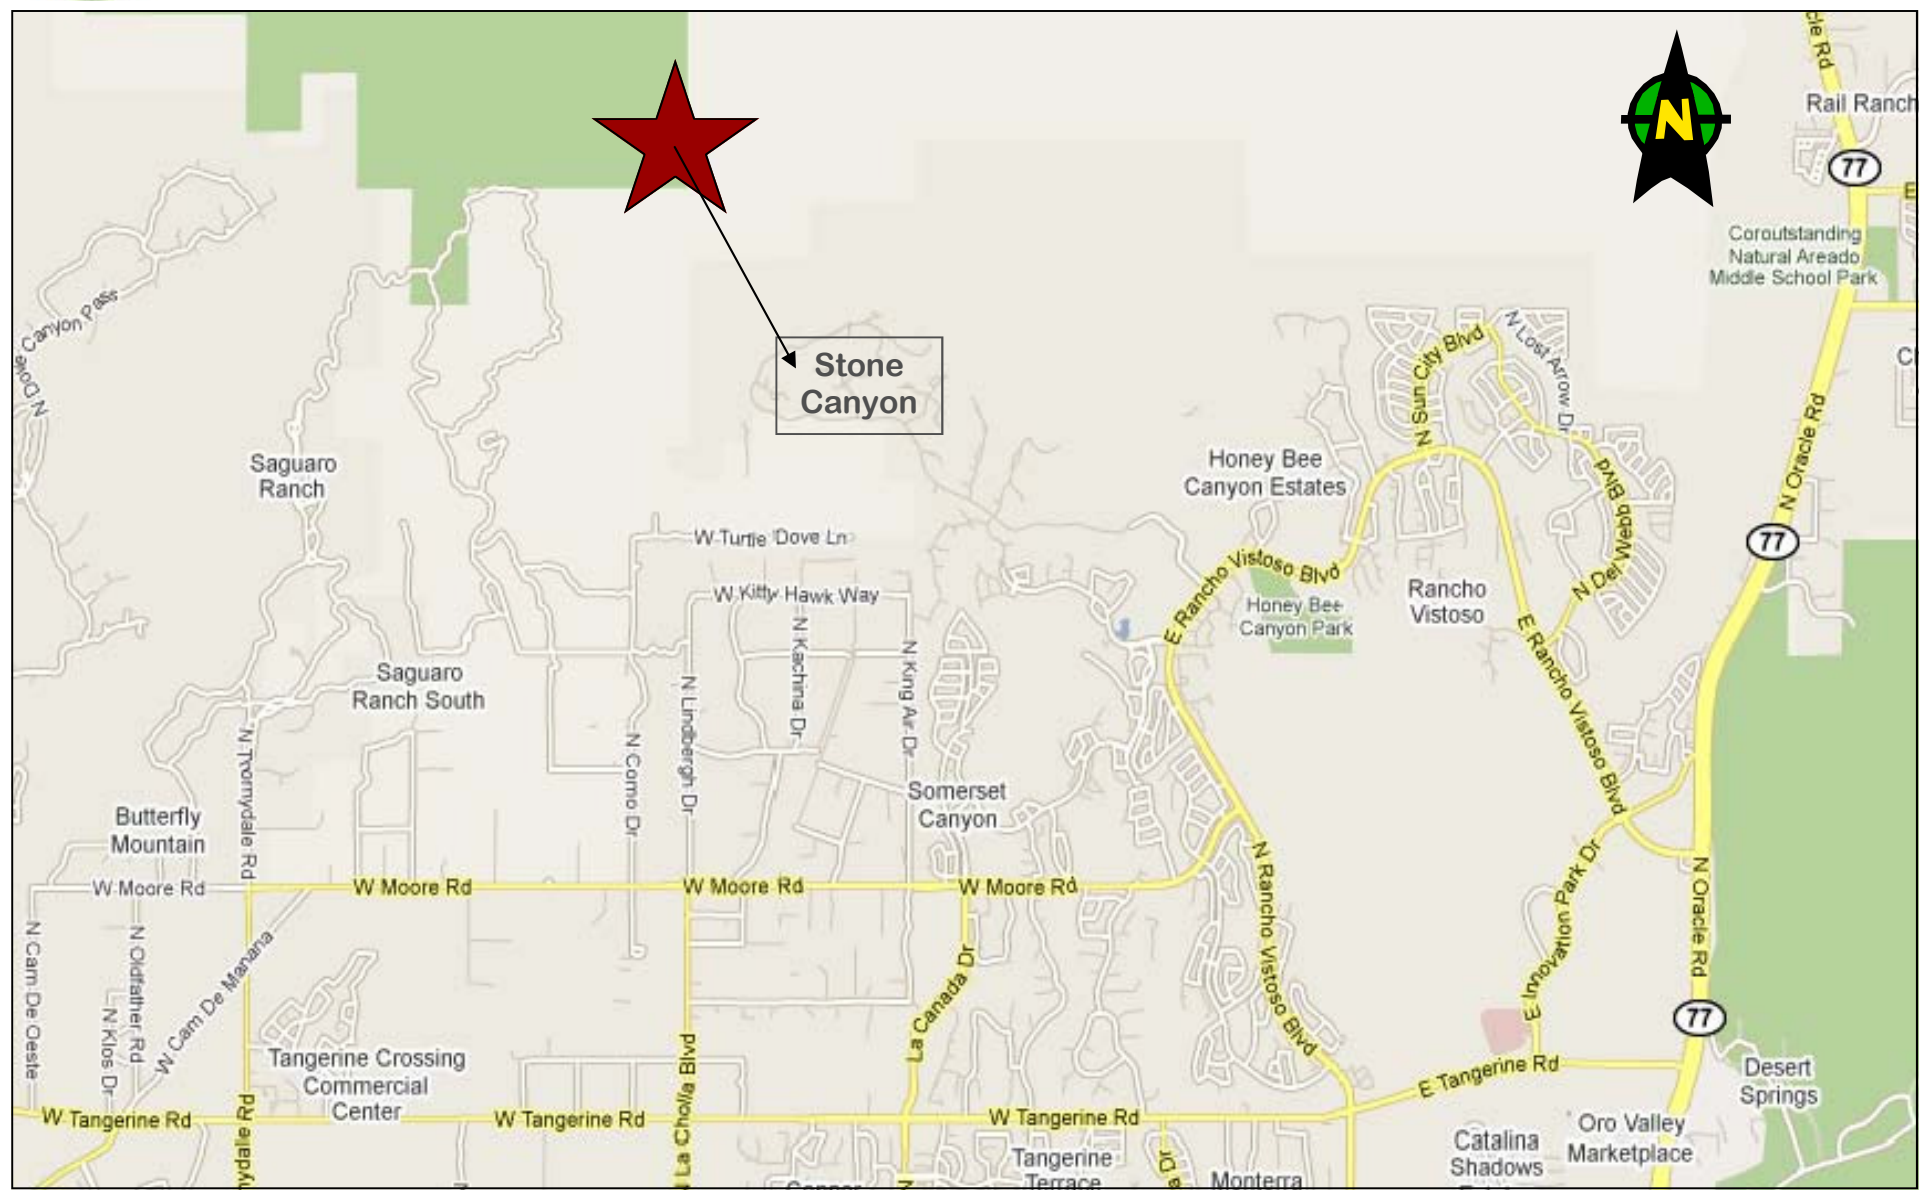 cle Rd
N
Rail Ranch
77
E
Coroutstanding
Natural Areado
Middle School Park
N Dove Canyon Pass
Stone
Canyon
N Sun City Blvd
N Lost Arrow Dr
N Oracle Rd
Saguaro
Ranch
Honey Bee
Canyon Estates
N Del Webb Blvd
77
W Turtle Dove Ln
E Rancho Vistoso Blvd
W Kitty Hawk Way
Rancho
Vistoso
Honey Bee
Canyon Park
E Rancho Vistoso Blvd
Saguaro
Ranch South
N Kachina Dr
N King Air Dr
N Lindbergh Dr
N Como Dr
N Thornydale Rd
Somerset
Canyon
Butterfly
Mountain
W Moore Rd
W Moore Rd
W Moore Rd
W Moore Rd
N Rancho Vistoso Blvd
E Innovation Park Dr
N Oracle Rd
N Cam De Oeste
N Oldfather Rd
N Klos Dr
W Cam De Manana
La Canada Dr
77
Tangerine Crossing
Commercial
Center
E Tangerine Rd
Desert
Springs
W Tangerine Rd
W Tangerine Rd
W Tangerine Rd
nydale Rd
N La Cholla Blvd
Oro Valley
Marketplace
Catalina
Shadows
Tangerine
Terrace
Monterra